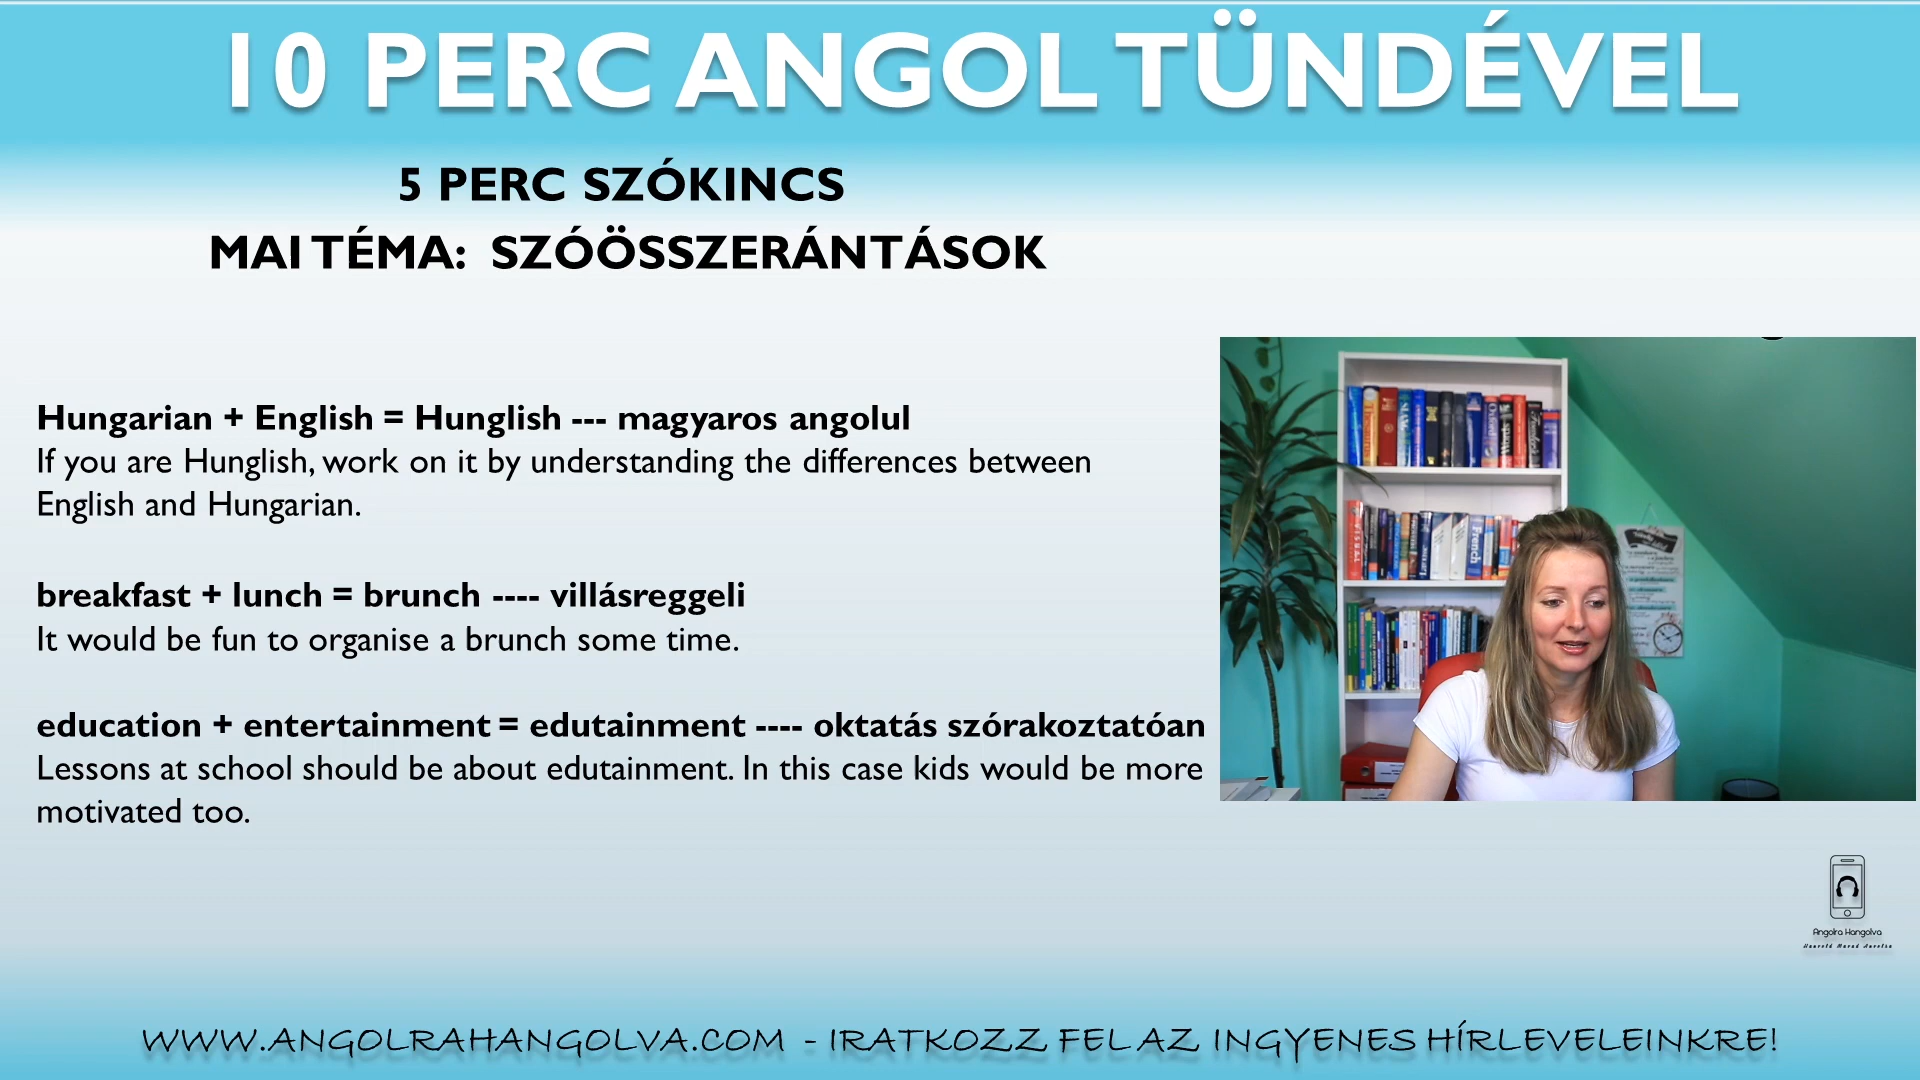 10 PERC ANGOL TÜNDÉVEL
5 PERC SZÓKINCS
MAI TÉMA: SZÓÖSSZERÁNTÁSOK
Hungarian + English = Hunglish --- magyaros angolul
If you are Hunglish, work on it by understanding the differences between
English and Hungarian.
breakfast + lunch = brunch ---- villásreggeli
It would be fun to organise a brunch some time.
education + entertainment = edutainment ---- oktatás szórakoztatóan
Lessons at school should be about edutainment. In this case kids would be more
motivated too.
French
Angolra Hangolva
WWW.ANGOLRAHANGOLVA.COM - IRATKOZZ FEL AZ INGYENES HÍRLEVELEINKRE!